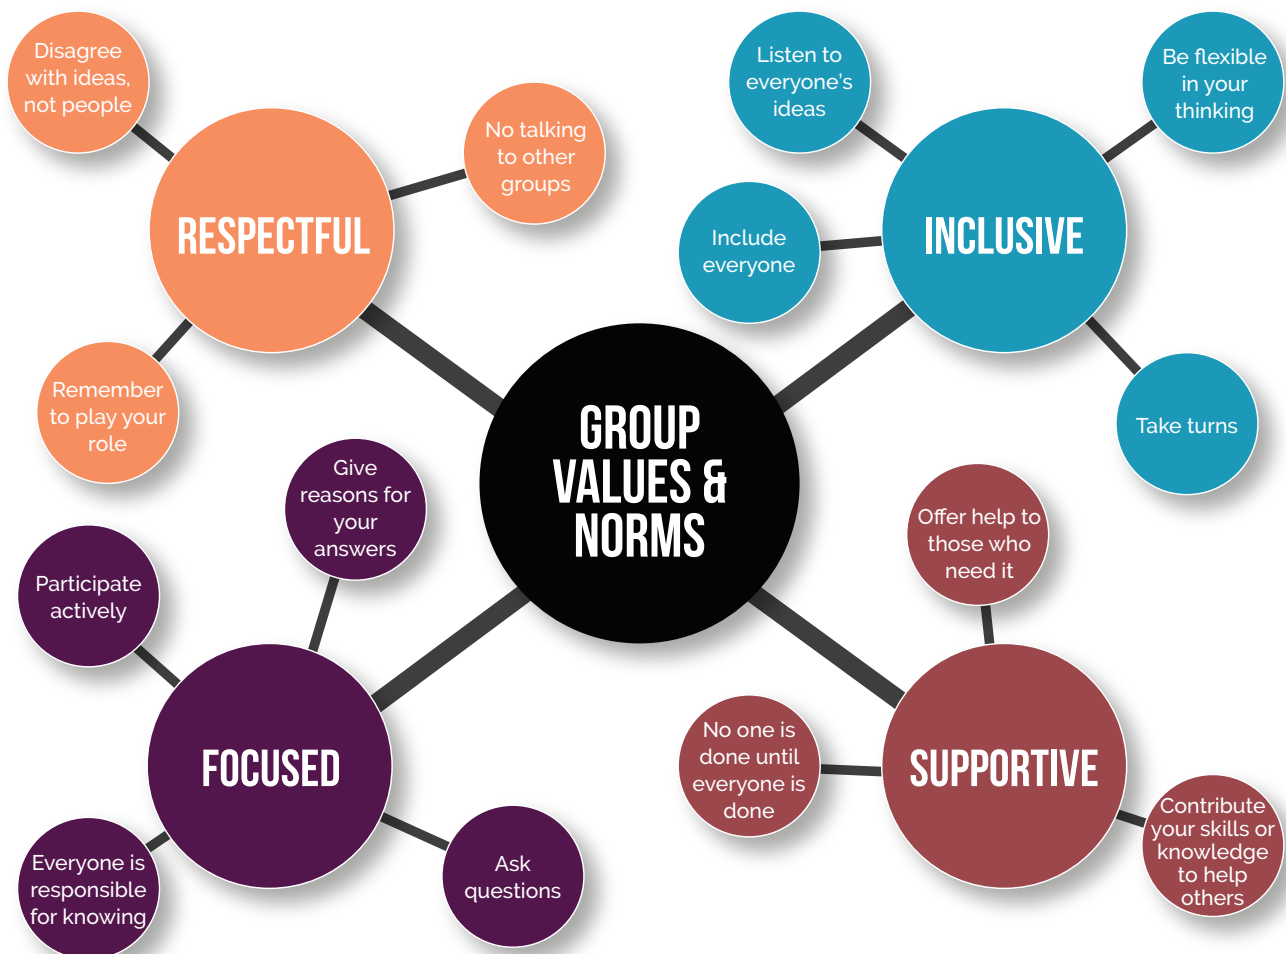 Disagree
with ideas,
not people
No talking
to other
groups
RESPECTFUL
Remember
to play your
role
Listen to
everyone's
ideas
Be flexible
in your
thinking
Include
everyone
INCLUSIVE
Take turns
GROUP
VALUES &
NORMS
Give
reasons for
your
answers
Participate
actively
FOCUSED
Everyone is
responsible
for knowing
Ask
questions
Offer help to
those who
need it
No one is
done until
everyone is
done
SUPPORTIVE
Contribute
your skills or
knowledge
to help
others